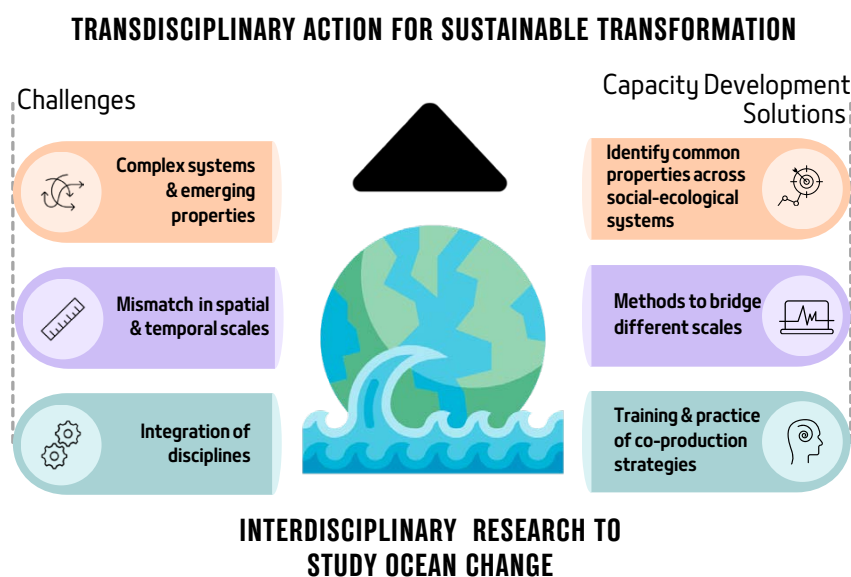 TRANSDISCIPLINARY ACTION FOR SUSTAINABLE TRANSFORMATION
Challenges
Complex systems
& emerging
properties
Mismatch in spatial
& temporal scales
Integration of
disciplines
Capacity Development
Solutions
Identify common
properties across
social-ecological
systems
Methods to bridge
different scales
Training & practice
of co-production
strategies
INTERDISCIPLINARY RESEARCH TO
STUDY OCEAN CHANGE